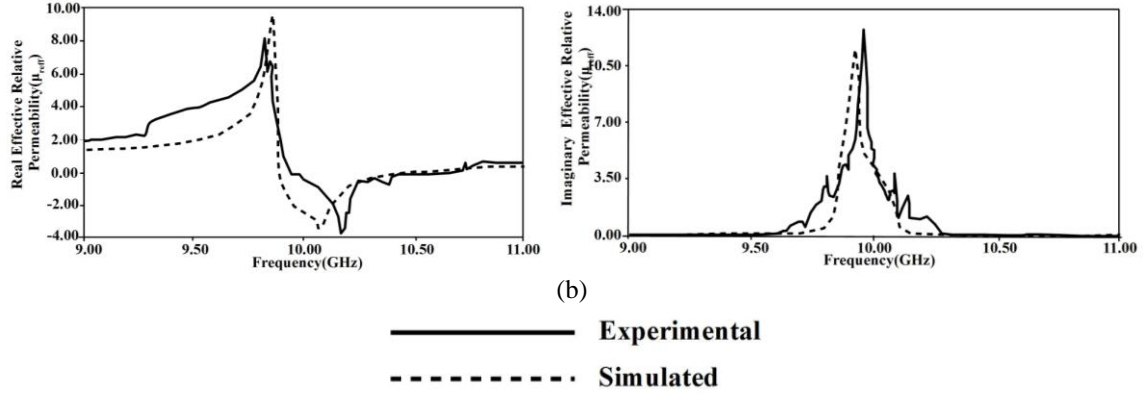 10.00
8.00
6.00
4.00
2.00
0.00
-2.00
-4.00
Real Effective Relative
Permeability(μreff)
9.00
9.50
10.00
10.50
11.00
Frequency(GHz)
14.00
10.50
7.00
3.50
0.00
Imaginary Effective Relative
Permeability(μreff)
9.00
9.50
10.00
10.50
11.00
Frequency(GHz)
(b)
Experimental
Simulated